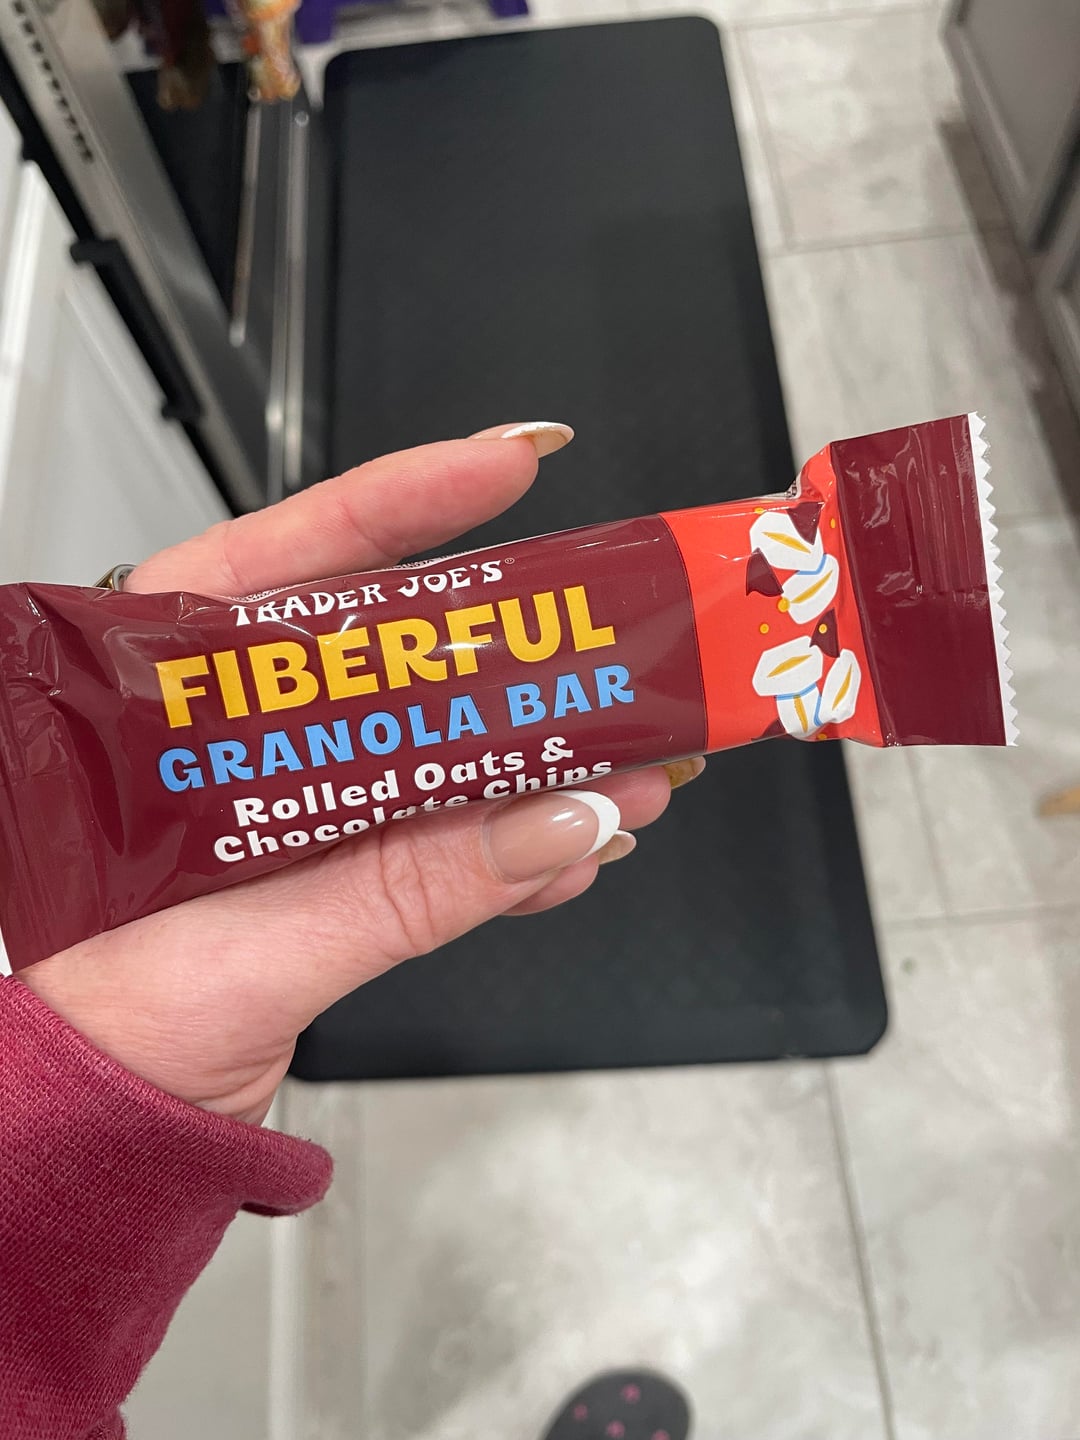 TRADER JOE'S®
FIBERFUL
GRANOLA BAR
Rolled Oats &
Chocolate Chips